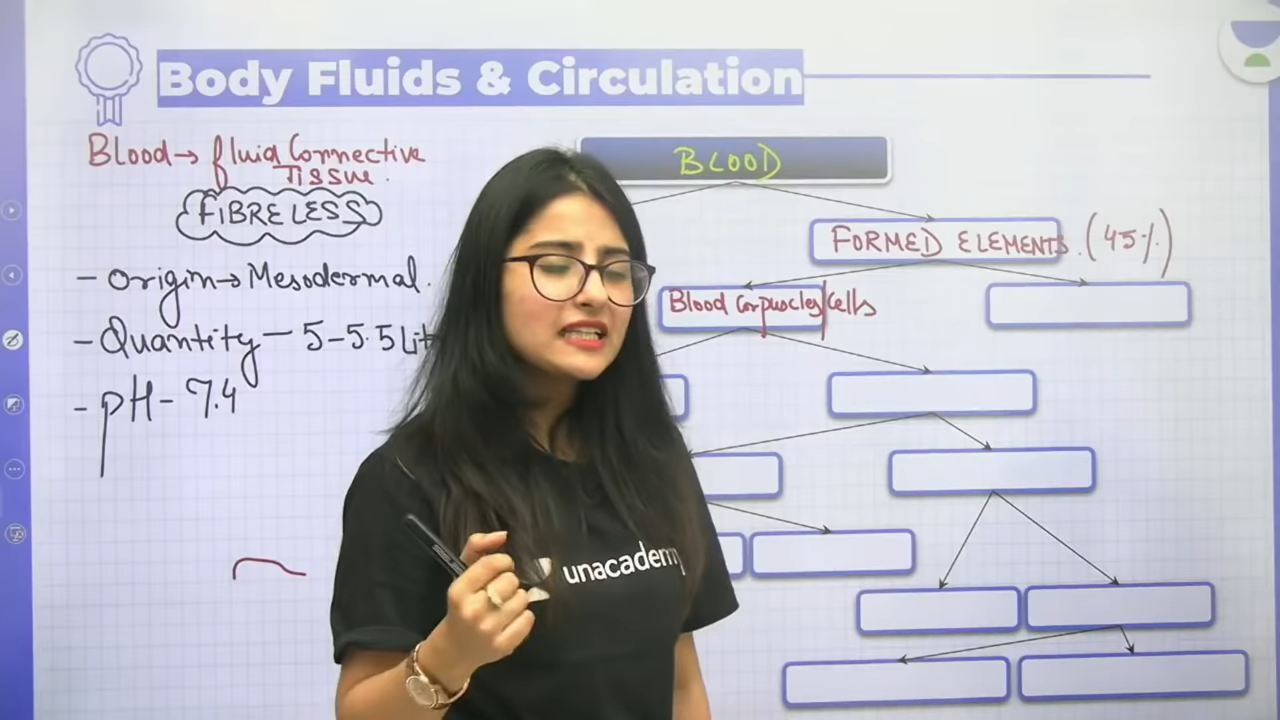 Body Fluids & Circulation
Blood → fluid Connective
Tissue.
FIBRELESS
- Origin → Mesodermal.
- Quantity - 5-5.5 Lit
- pH - 7.4
BLOOD
FORMED ELEMENTS. (45%)
Blood Corpuscles/cells
unacademy